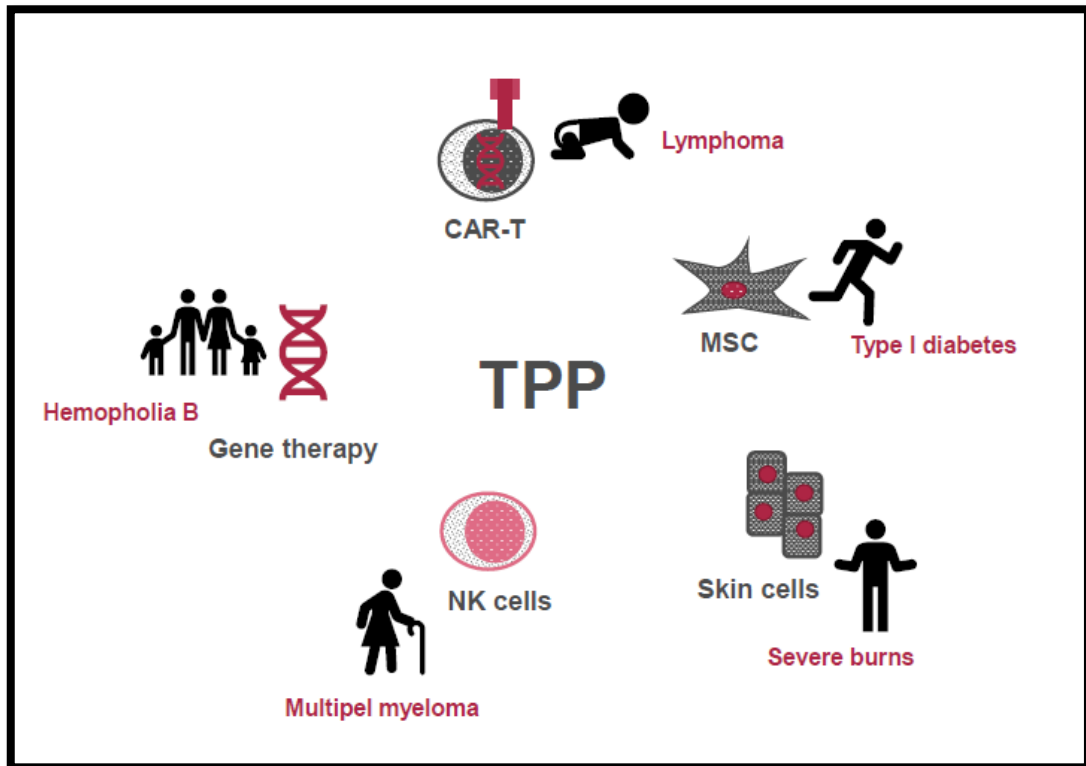 Lymphoma
CAR-T
MSC
Type I diabetes
TPP
Hemopholia B
Gene therapy
Skin cells
NK cells
Severe burns
Multipel myeloma